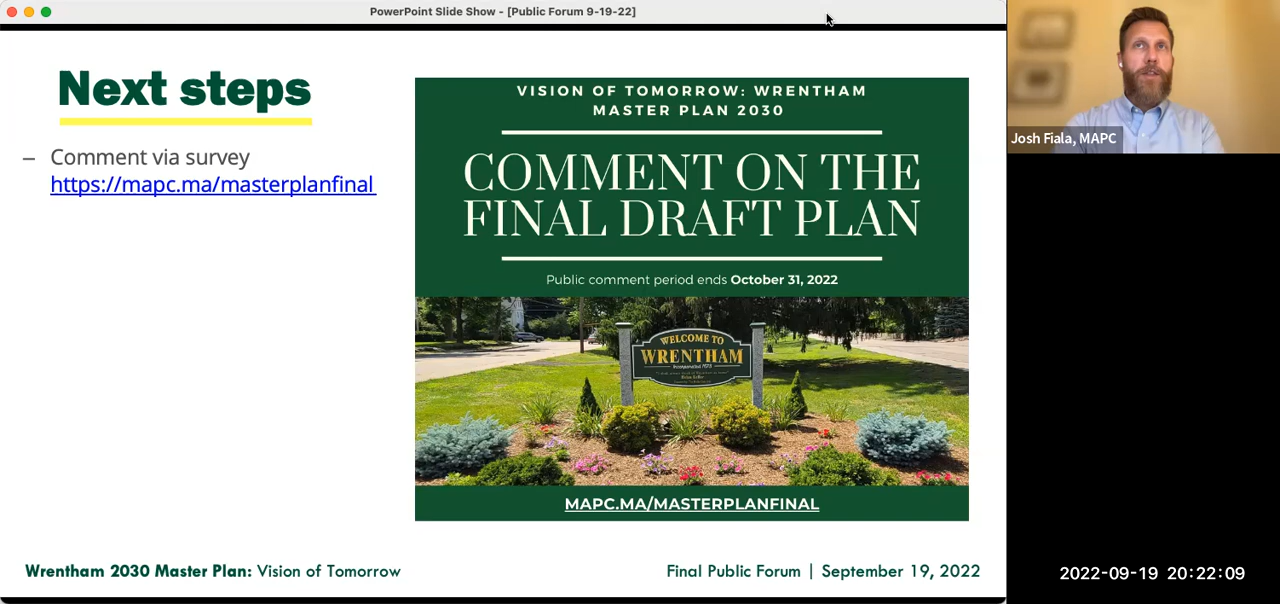 PowerPoint Slide Show - [Public Forum 9-19-22]
Next steps
– Comment via survey
https://mapc.ma/masterplanfinal
VISION OF TOMORROW: WRENTHAM
MASTER PLAN 2030
COMMENT ON THE
FINAL DRAFT PLAN
Public comment period ends October 31, 2022
WELCOME TO
WRENTHAM
Incorporated 1673
MAPC.MA/MASTERPLANFINAL
Wrentham 2030 Master Plan: Vision of Tomorrow
Final Public Forum | September 19, 2022
Josh Fiala, MAPC
2022-09-19 20:22:09